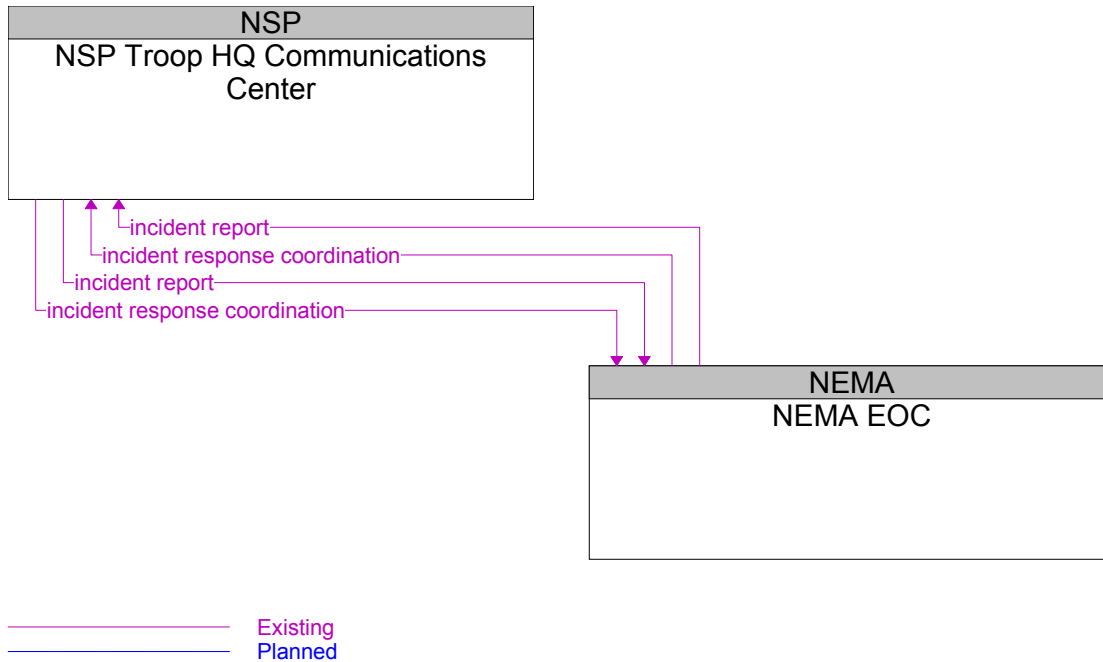 NSP
NSP Troop HQ Communications
Center
incident report
incident response coordination
incident report
incident response coordination
NEMA
NEMA EOC
Existing
Planned